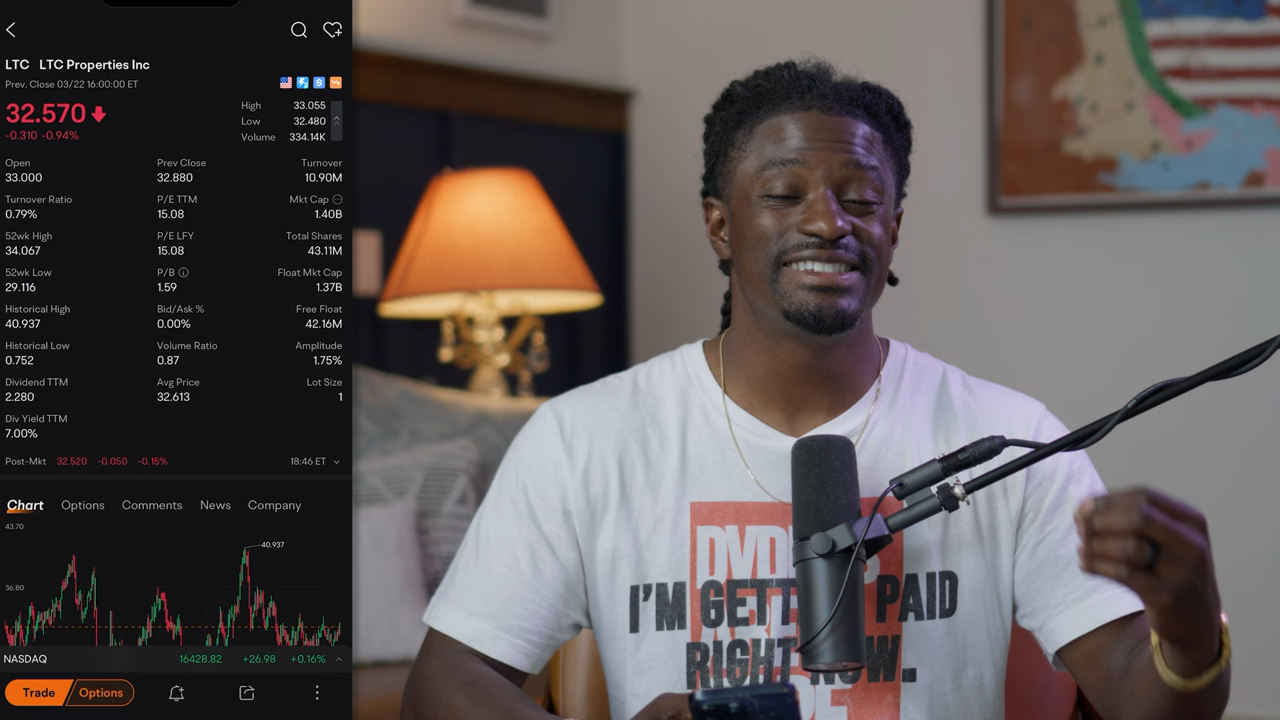 LTC LTC Properties Inc
Prev. Close 03/22 16:00:00 ET
32.570
-0.310 -0.94%
High 33.055
Low 32.480
Volume 334.14K
Open Prev Close Turnover
33.000 32.880 10.90M
Turnover Ratio P/E TTM Mkt Cap
0.79% 15.08 1.40B
52wk High P/E LFY Total Shares
34.067 15.08 43.11M
52wk Low P/B Float Mkt Cap
29.116 1.59 1.37B
Historical High Bid/Ask % Free Float
40.937 0.00% 42.16M
Historical Low Volume Ratio Amplitude
0.752 0.87 1.75%
Dividend TTM Avg Price Lot Size
2.280 32.613 1
Div Yield TTM
7.00%
Post-Mkt 32.520 -0.050 -0.15% 18:46 ET
Chart Options Comments News Company
43.70
40.937
36.80
NASDAQ 16428.82 +26.98 +0.16%
Trade Options
I'M PAID
RIGHT